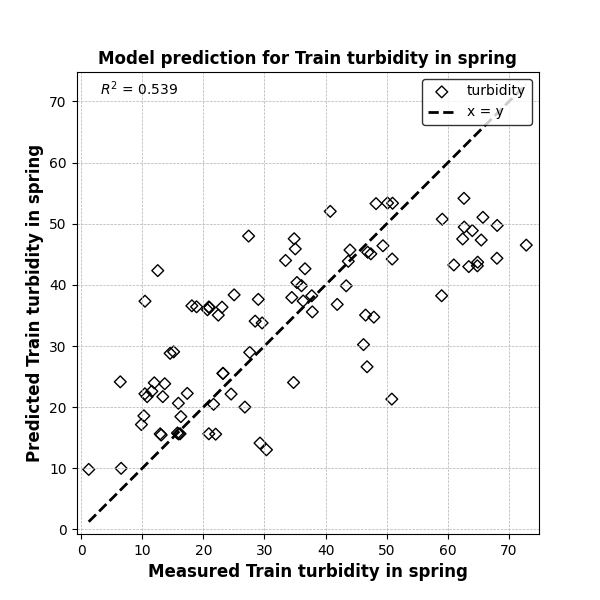 Model prediction for Train turbidity in spring
R² = 0.539
turbidity
x = y
70
60
50
40
30
20
10
0
Predicted Train turbidity in spring
0 10 20 30 40 50 60 70
Measured Train turbidity in spring